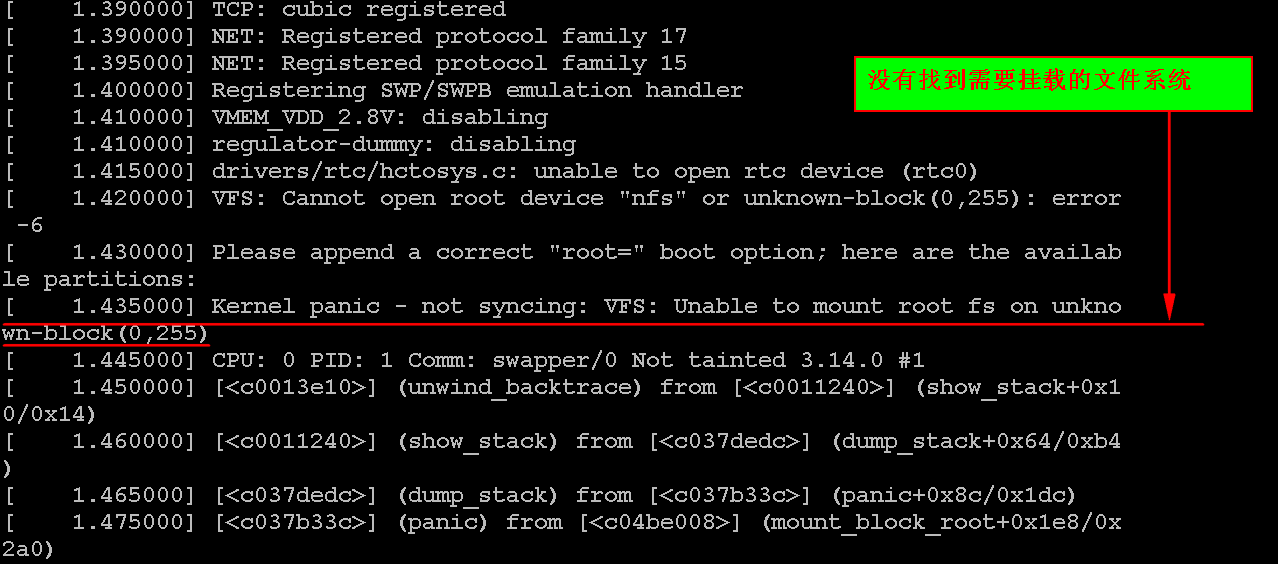 [    1.390000] TCP: cubic registered
[    1.390000] NET: Registered protocol family 17
[    1.395000] NET: Registered protocol family 15
没有找到需要挂载的文件系统
[    1.400000] Registering SWP/SWPB emulation handler
[    1.410000] VMEM_VDD_2.8V: disabling
[    1.410000] regulator-dummy: disabling
[    1.415000] drivers/rtc/hctosys.c: unable to open rtc device (rtc0)
[    1.420000] VFS: Cannot open root device "nfs" or unknown-block(0,255): error
 -6
[    1.430000] Please append a correct "root=" boot option; here are the availab
le partitions:
[    1.435000] Kernel panic - not syncing: VFS: Unable to mount root fs on unkno
wn-block(0,255)
[    1.445000] CPU: 0 PID: 1 Comm: swapper/0 Not tainted 3.14.0 #1
[    1.450000] [<c0013e10>] (unwind_backtrace) from [<c0011240>] (show_stack+0x1
0/0x14)
[    1.460000] [<c0011240>] (show_stack) from [<c037dedc>] (dump_stack+0x64/0xb4
)
[    1.465000] [<c037dedc>] (dump_stack) from [<c037b33c>] (panic+0x8c/0x1dc)
[    1.475000] [<c037b33c>] (panic) from [<c04be008>] (mount_block_root+0x1e8/0x
2a0)